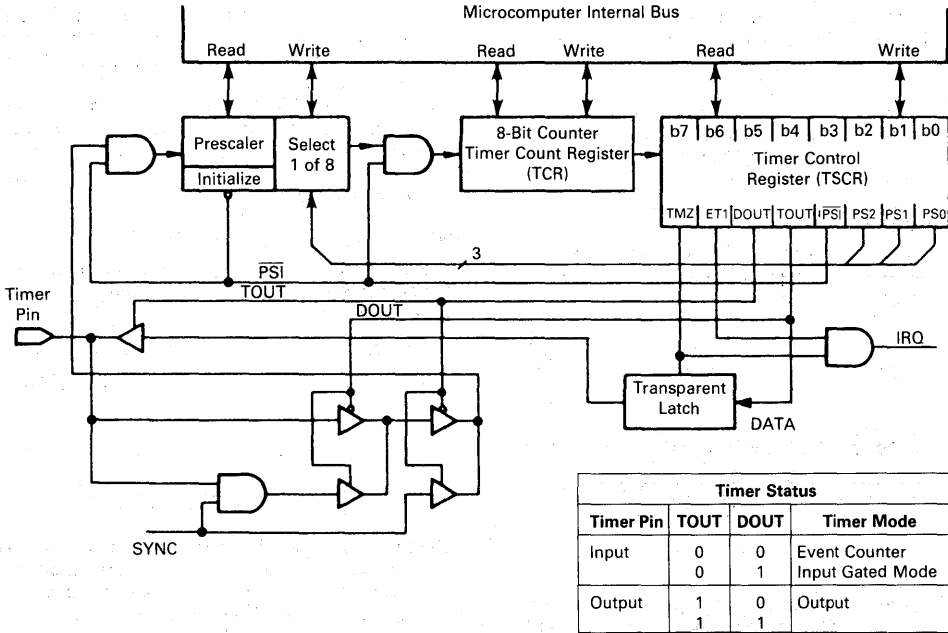 Microcomputer Internal Bus
Read Write Read Write Read Write
Prescaler
Initialize
Select
1 of 8
8-Bit Counter
Timer Count Register
(TCR)
b7 b6 b5 b4 b3 b2 b1 b0
Timer Control
Register (TSCR)
TMZ ET1 DOUT TOUT PSI PS2 PS1 PS0
3
PSI
TOUT
DOUT
Timer
Pin
IRQ
Transparent
Latch
DATA
SYNC
Timer Status
Timer Pin TOUT DOUT Timer Mode
Input 0 0 Event Counter
0 1 Input Gated Mode
Output 1 0 Output
1 1